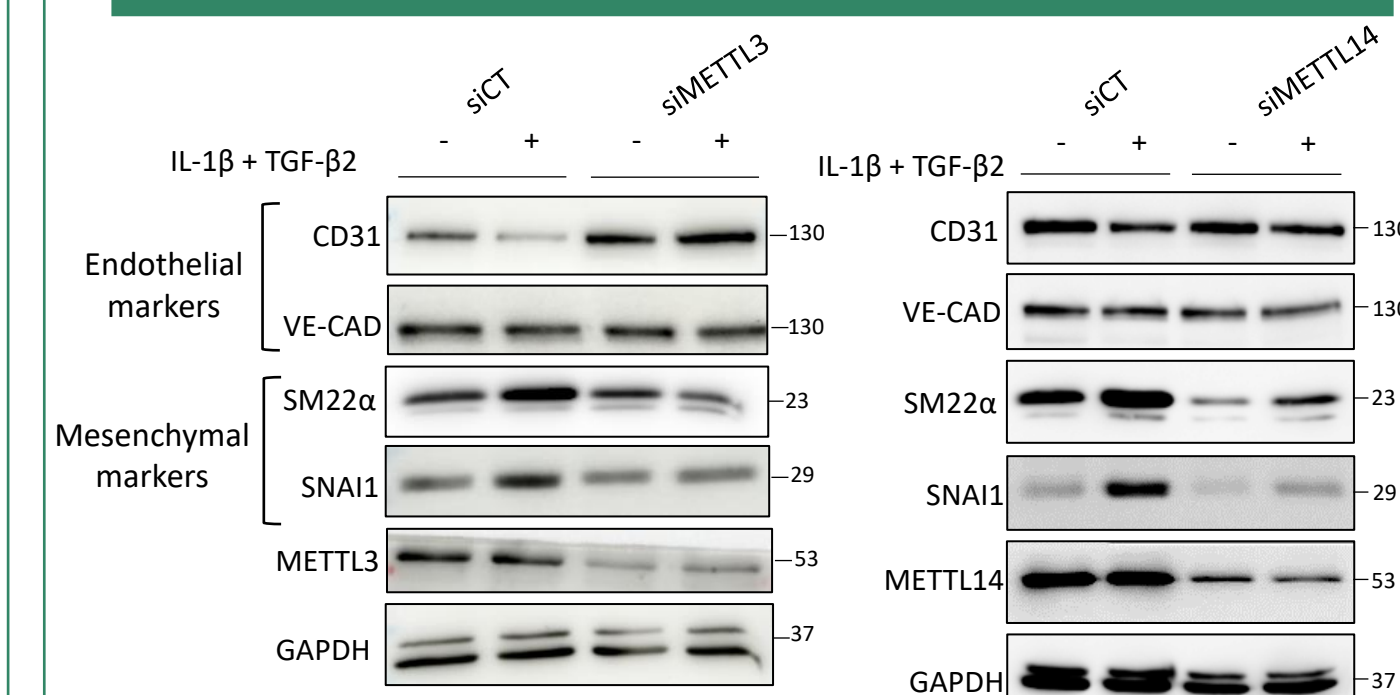 siCT
siMETTL3
IL-1β + TGF-β2
- + - +
Endothelial
markers
CD31
130
VE-CAD
130
Mesenchymal
markers
SM22α
23
SNAI1
29
METTL3
53
GAPDH
37
siCT
siMETTL14
IL-1β + TGF-β2
- + - +
CD31
130
VE-CAD
130
SM22α
23
SNAI1
29
METTL14
53
GAPDH
37